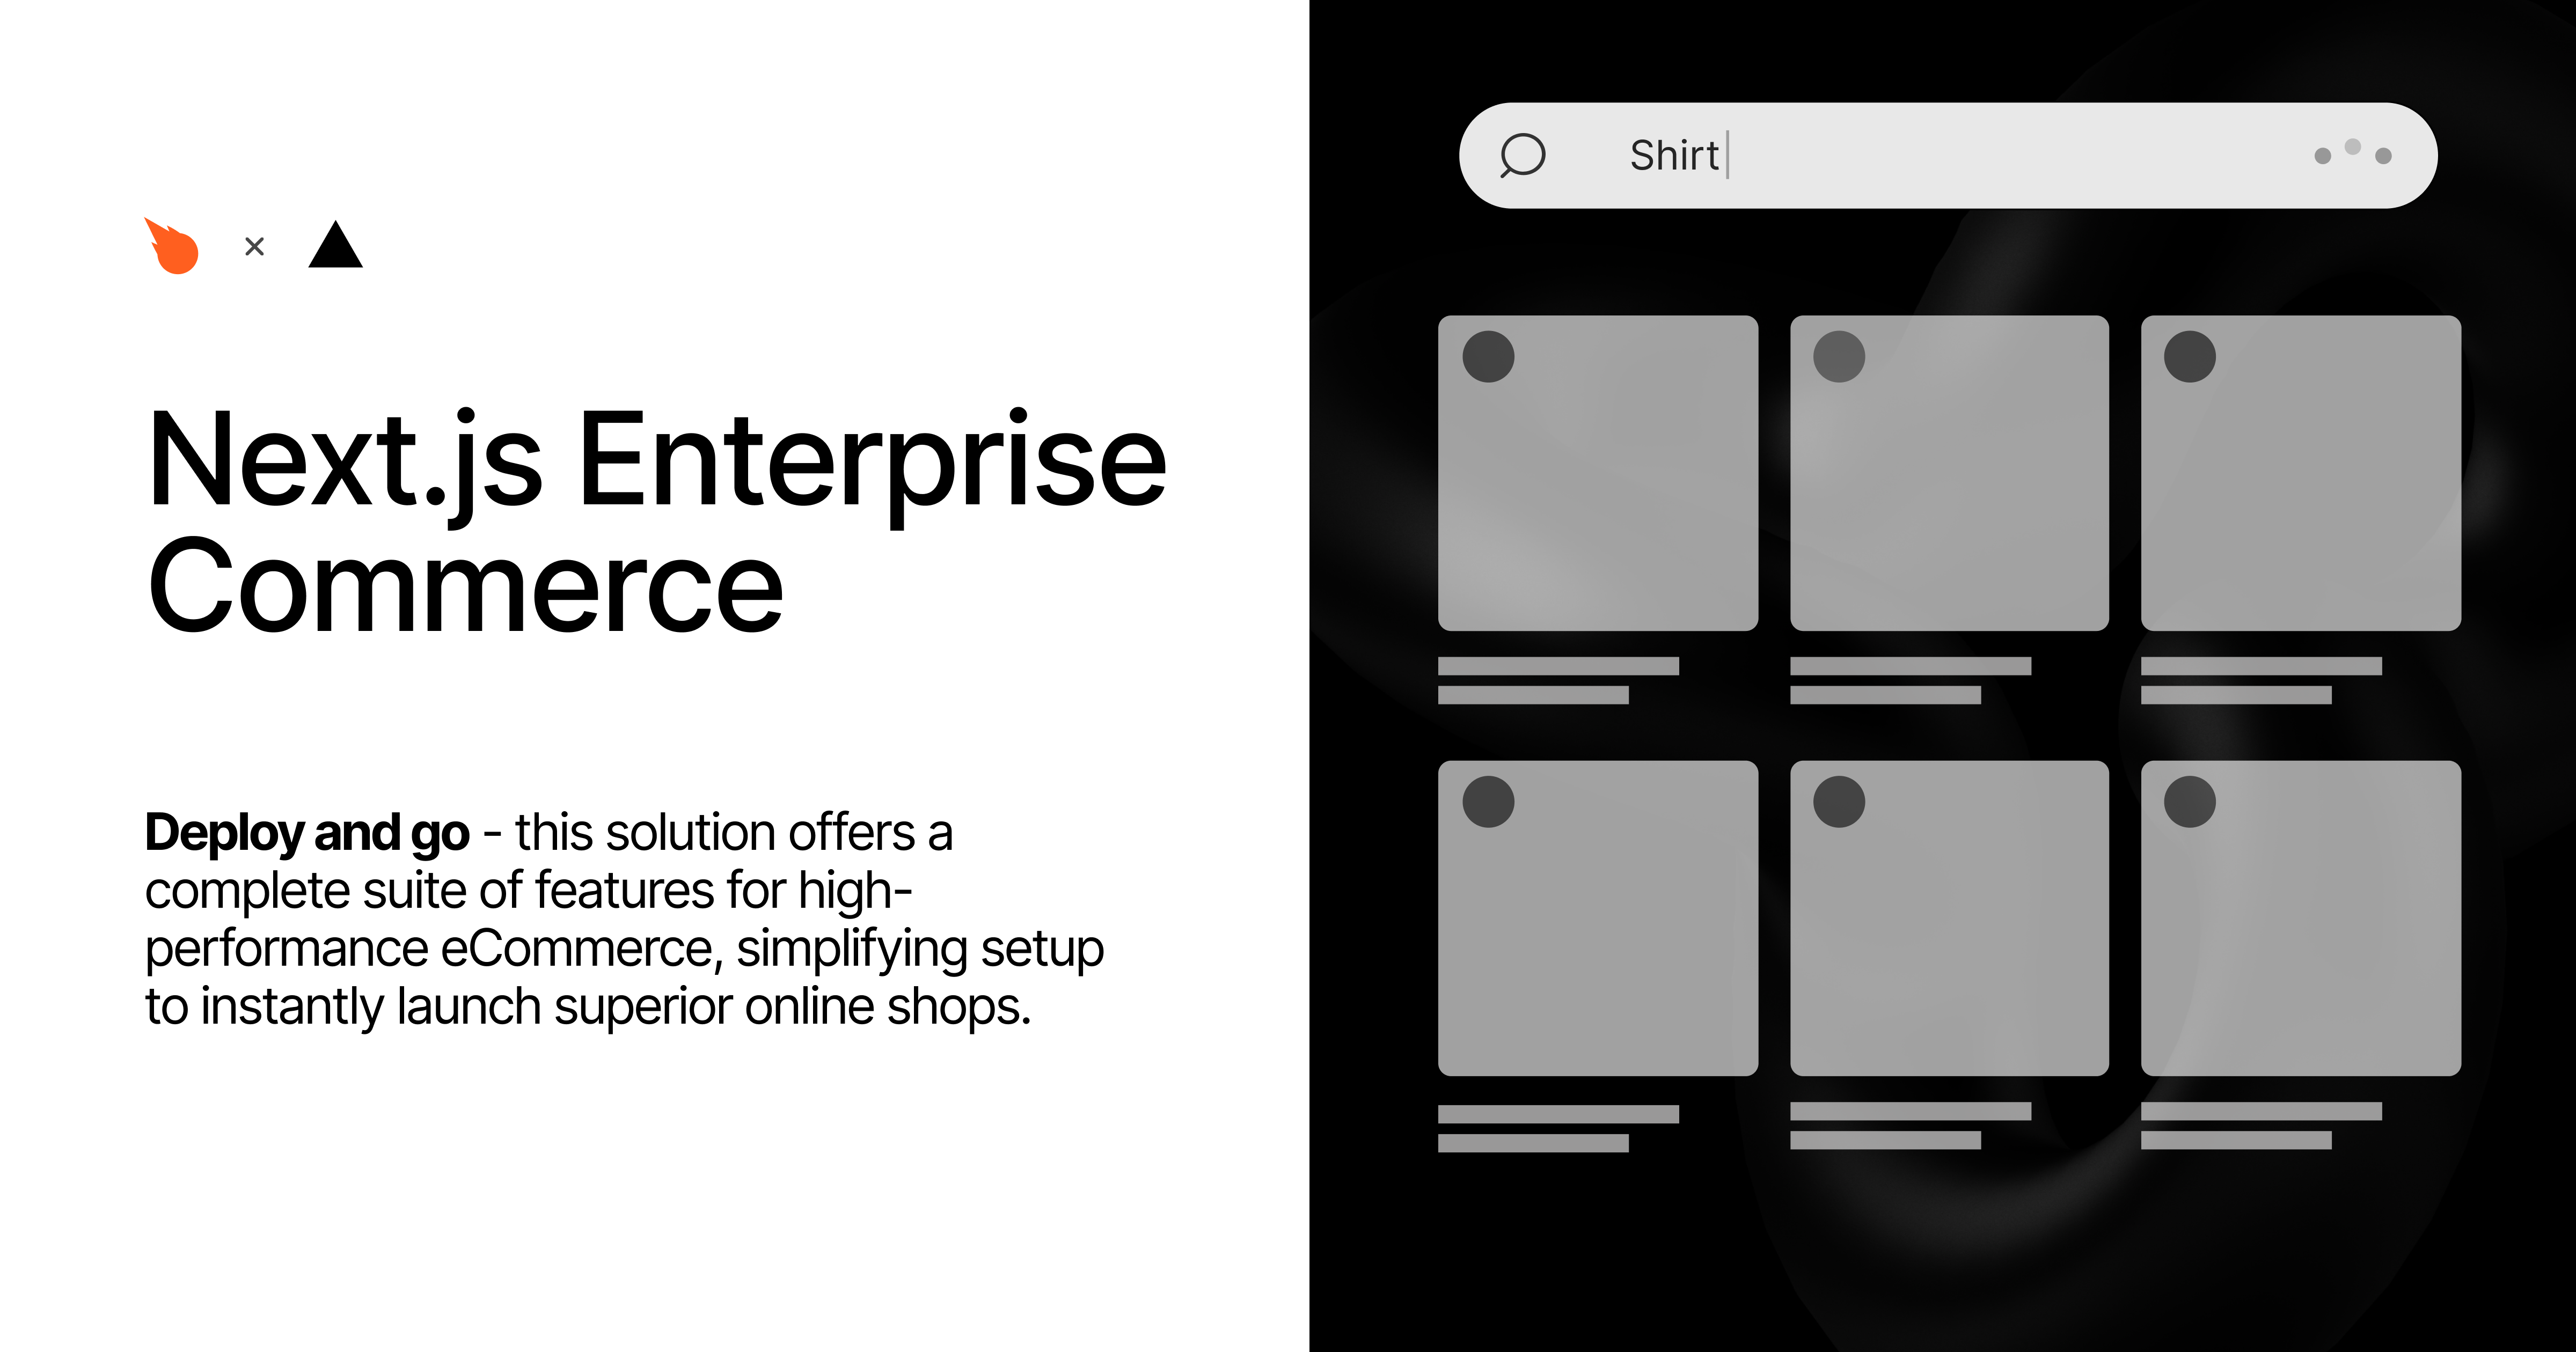 Next.js Enterprise
Commerce
Deploy and go - this solution offers a
complete suite of features for high-
performance eCommerce, simplifying setup
to instantly launch superior online shops.
Shirt